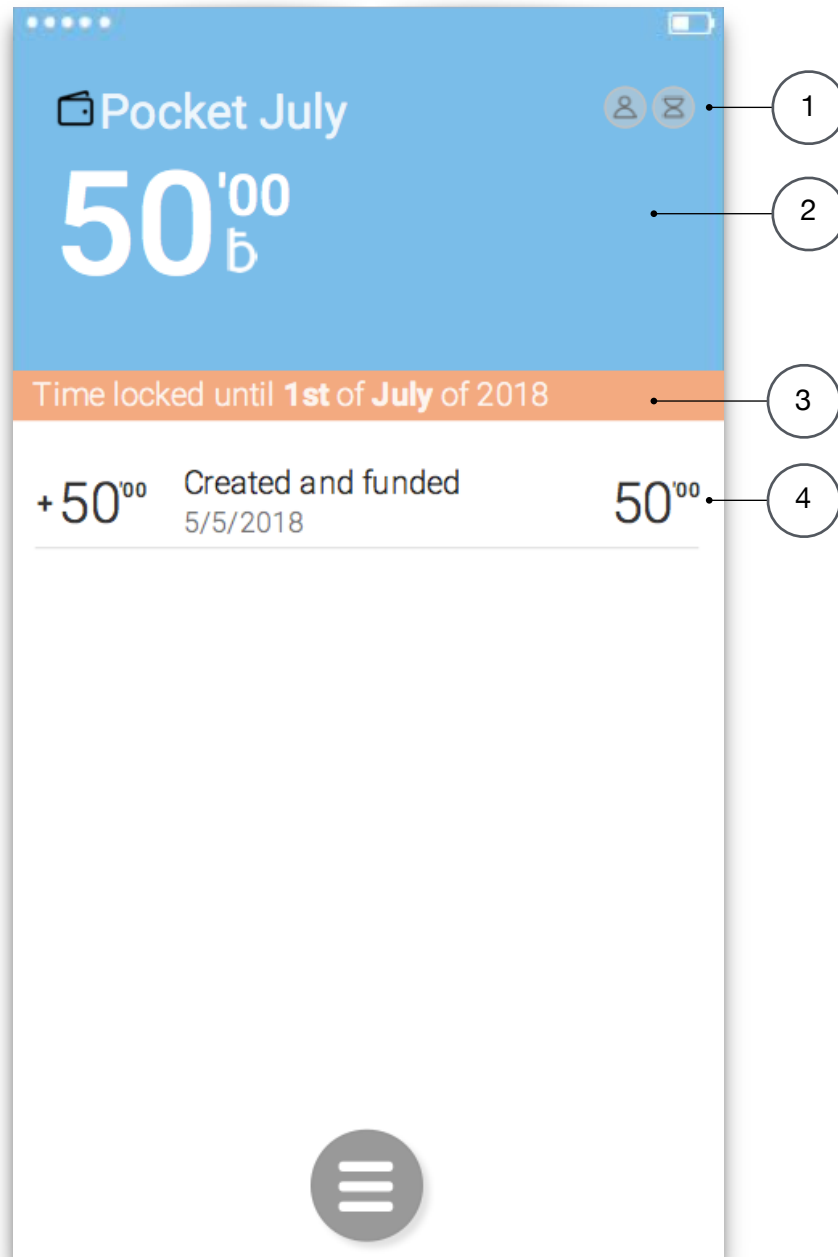 Pocket July
50'00
ƀ
Time locked until 1st of July of 2018
+50'00 Created and funded 50'00
5/5/2018
1
2
3
4